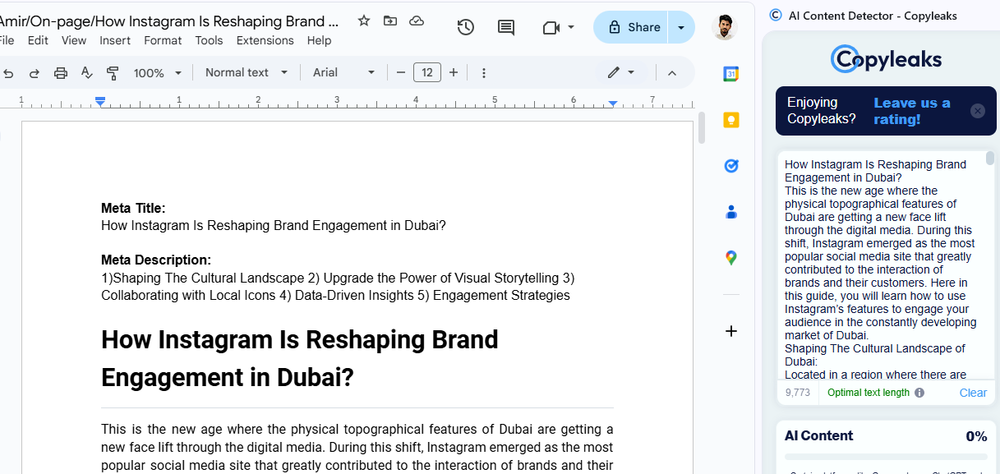 Amir/On-page/How Instagram Is Reshaping Brand ...
File Edit View Insert Format Tools Extensions Help
Share
100% Normal text Arial 12
1 1 2 3 4 5 6 7
31
Meta Title:
How Instagram Is Reshaping Brand Engagement in Dubai?
Meta Description:
1)Shaping The Cultural Landscape 2) Upgrade the Power of Visual Storytelling 3)
Collaborating with Local Icons 4) Data-Driven Insights 5) Engagement Strategies
How Instagram Is Reshaping Brand
Engagement in Dubai?
This is the new age where the physical topographical features of Dubai are getting a
new face lift through the digital media. During this shift, Instagram emerged as the most
popular social media site that greatly contributed to the interaction of brands and their
AI Content Detector - Copyleaks
Copyleaks
Enjoying
Copyleaks?
Leave us a
rating!
How Instagram Is Reshaping Brand
Engagement in Dubai?
This is the new age where the
physical topographical features of
Dubai are getting a new face lift
through the digital media. During this
shift, Instagram emerged as the most
popular social media site that greatly
contributed to the interaction of
brands and their customers. Here in
this guide, you will learn how to use
Instagram's features to engage your
audience in the constantly developing
market of Dubai.
Shaping The Cultural Landscape of
Dubai:
Located in a region where there are
9,773 Optimal text length Clear
AI Content 0%